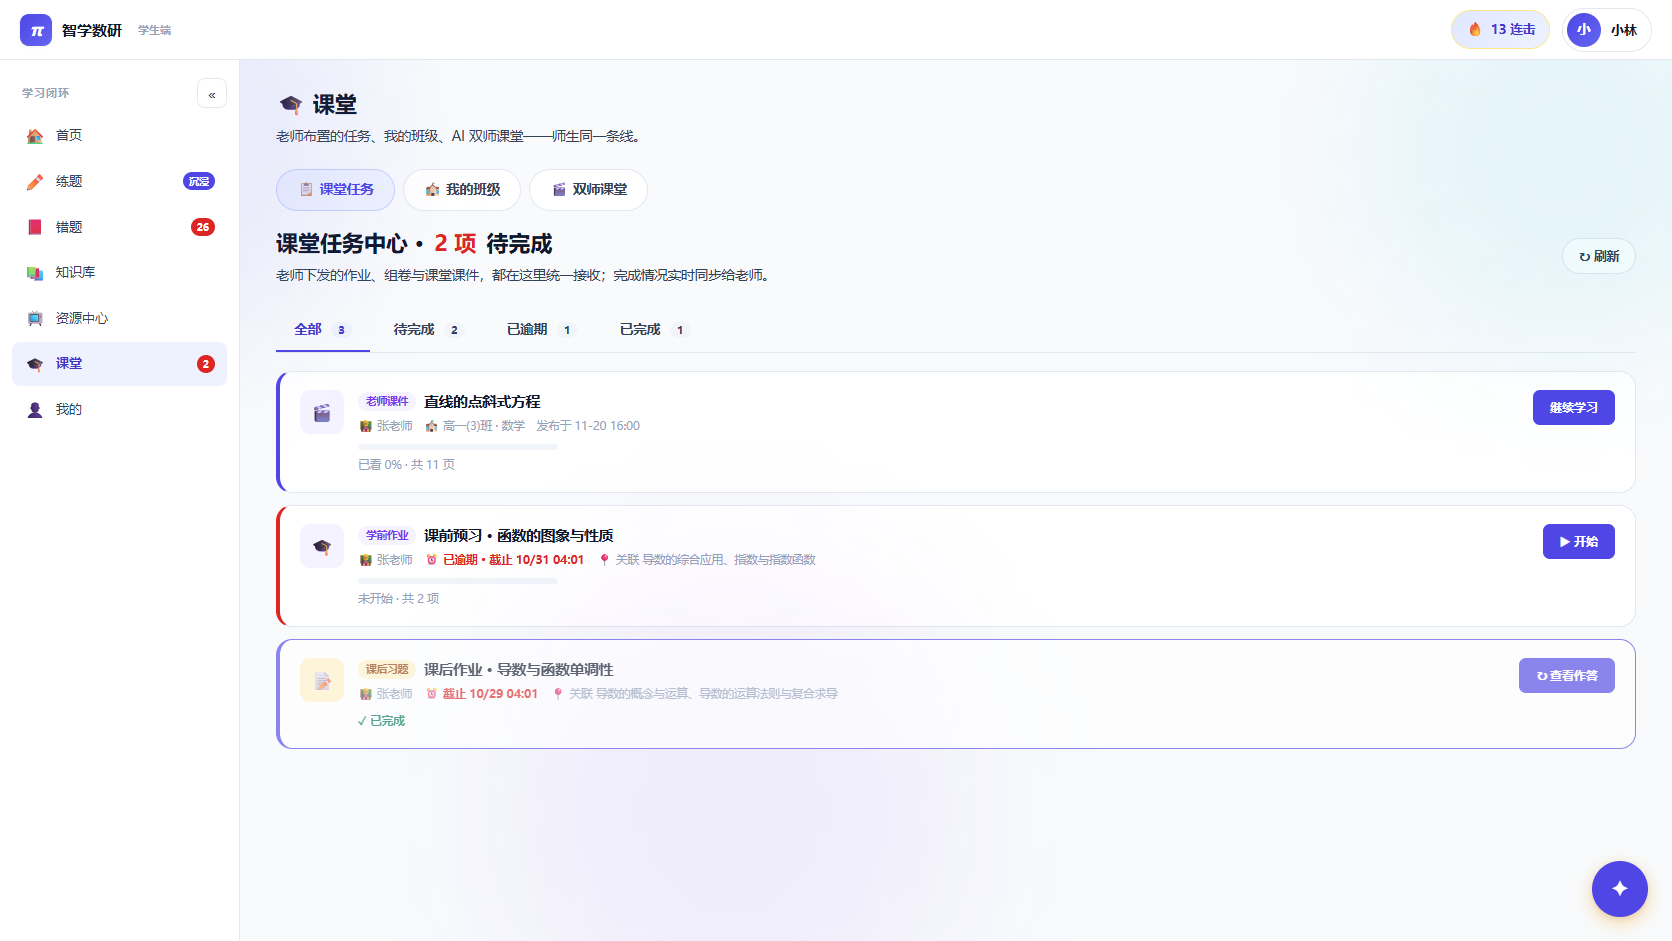 π 智学数研 学生端
13 连击
小 小林
学习闭环 «
首页
练题 沉浸
错题 26
知识库
资源中心
课堂 2
我的
课堂
老师布置的任务、我的班级、AI 双师课堂——师生同一条线。
课堂任务 我的班级 双师课堂
课堂任务中心 • 2 项 待完成
老师下发的作业、组卷与课堂课件，都在这里统一接收；完成情况实时同步给老师。
↻ 刷新
全部 3 待完成 2 已逾期 1 已完成 1
老师课件 直线的点斜式方程
张老师 高一(3)班 · 数学 发布于 11-20 16:00
已看 0% · 共 11 页
继续学习
学前作业 课前预习 • 函数的图象与性质
张老师 已逾期 • 截止 10/31 04:01 关联 导数的综合应用、指数与指数函数
未开始 · 共 2 项
▶ 开始
课后习题 课后作业 • 导数与函数单调性
张老师 截止 10/29 04:01 关联 导数的概念与运算、导数的运算法则与复合求导
✓ 已完成
↻ 查看作答